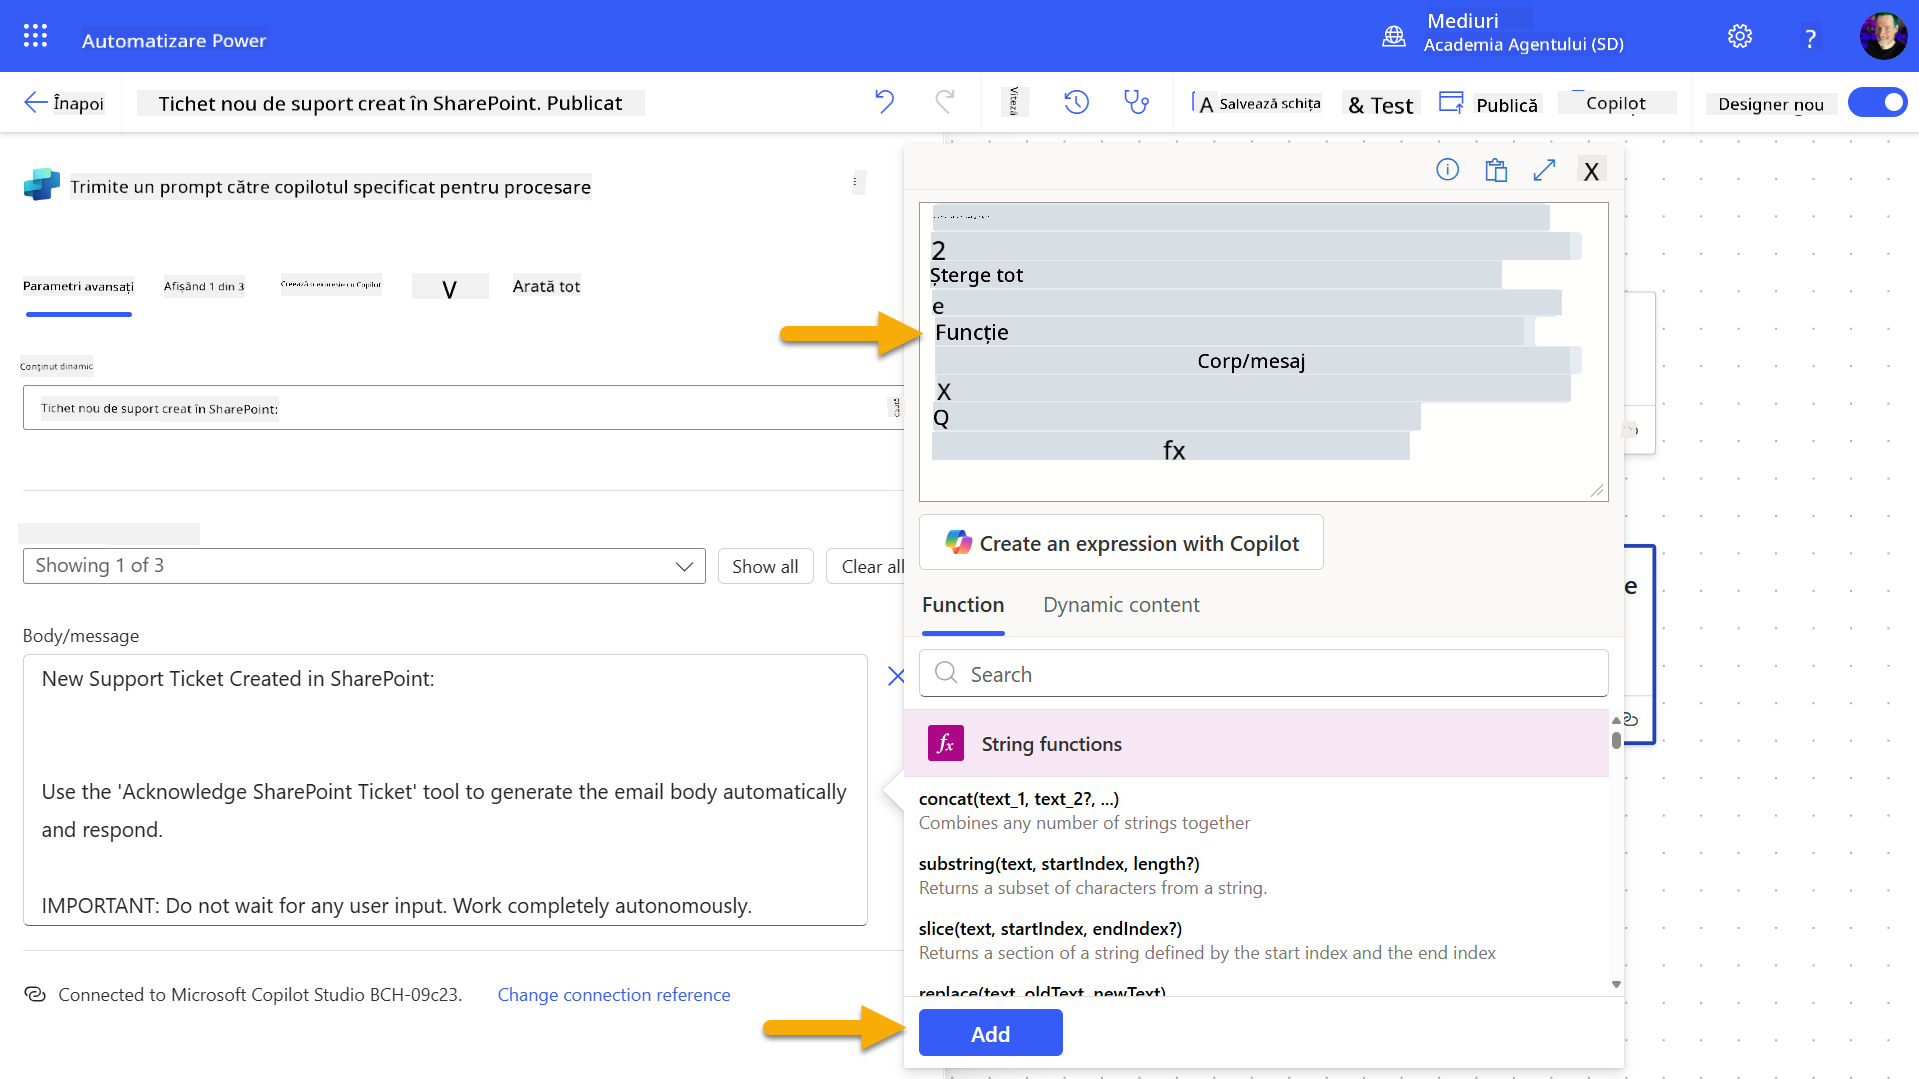 Automatizare Power
Mediuri
Academia Agentului (SD)
?
Înapoi
Tichet nou de suport creat în SharePoint. Publicat
Viteză
A Salvează schița
& Test
Publică
Copilot
Designer nou
Trimite un prompt către copilotul specificat pentru procesare
X
Parametri avansați
Afișând 1 din 3
Creează o expresie cu Copilot
V
Arată tot
2
Șterge tot
e
Funcție
Corp/mesaj
X
Q
fx
Conținut dinamic
Tichet nou de suport creat în SharePoint:
Caută
Create an expression with Copilot
Showing 1 of 3
Show all
Clear all
Function
Dynamic content
e
Body/message
Search
New Support Ticket Created in SharePoint:
Use the 'Acknowledge SharePoint Ticket' tool to generate the email body automatically
and respond.
IMPORTANT: Do not wait for any user input. Work completely autonomously.
fx
String functions
concat(text_1, text_2?, ...)
Combines any number of strings together
substring(text, startIndex, length?)
Returns a subset of characters from a string.
slice(text, startIndex, endIndex?)
Returns a section of a string defined by the start index and the end index
replace(text, oldText, newText)
Connected to Microsoft Copilot Studio BCH-09c23.
Change connection reference
Add